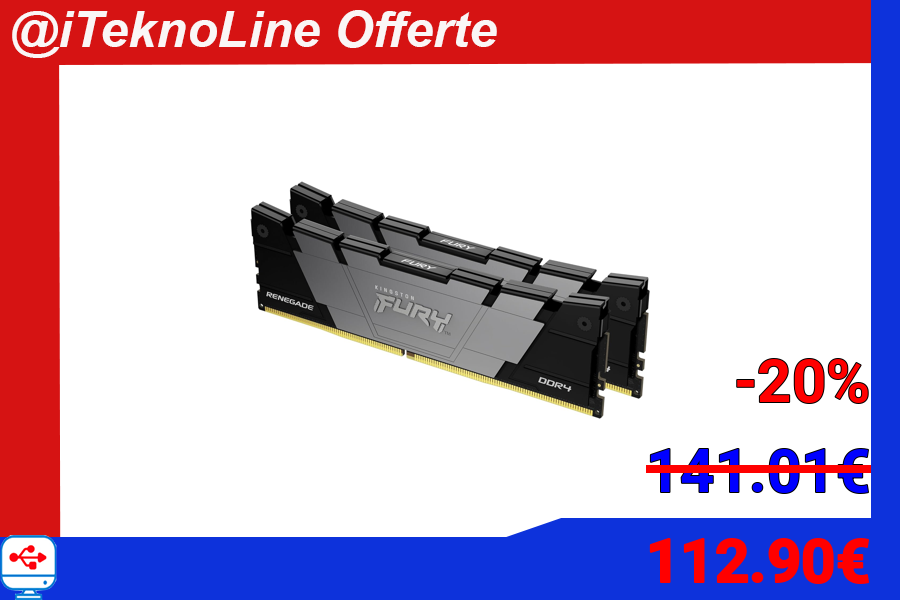 @iTeknoLine Offerte
FURY
FURY
KINGSTON
FURY
RENEGADE
DDR4
-20%
141.01€
112.90€